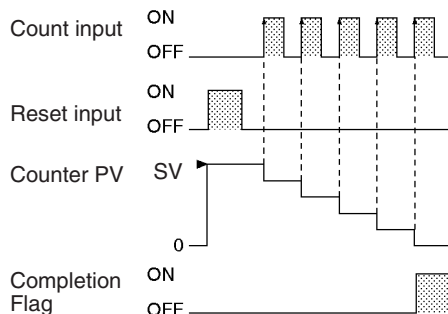 Count input
ON
OFF
Reset input
ON
OFF
Counter PV
SV
0
Completion
Flag
ON
OFF